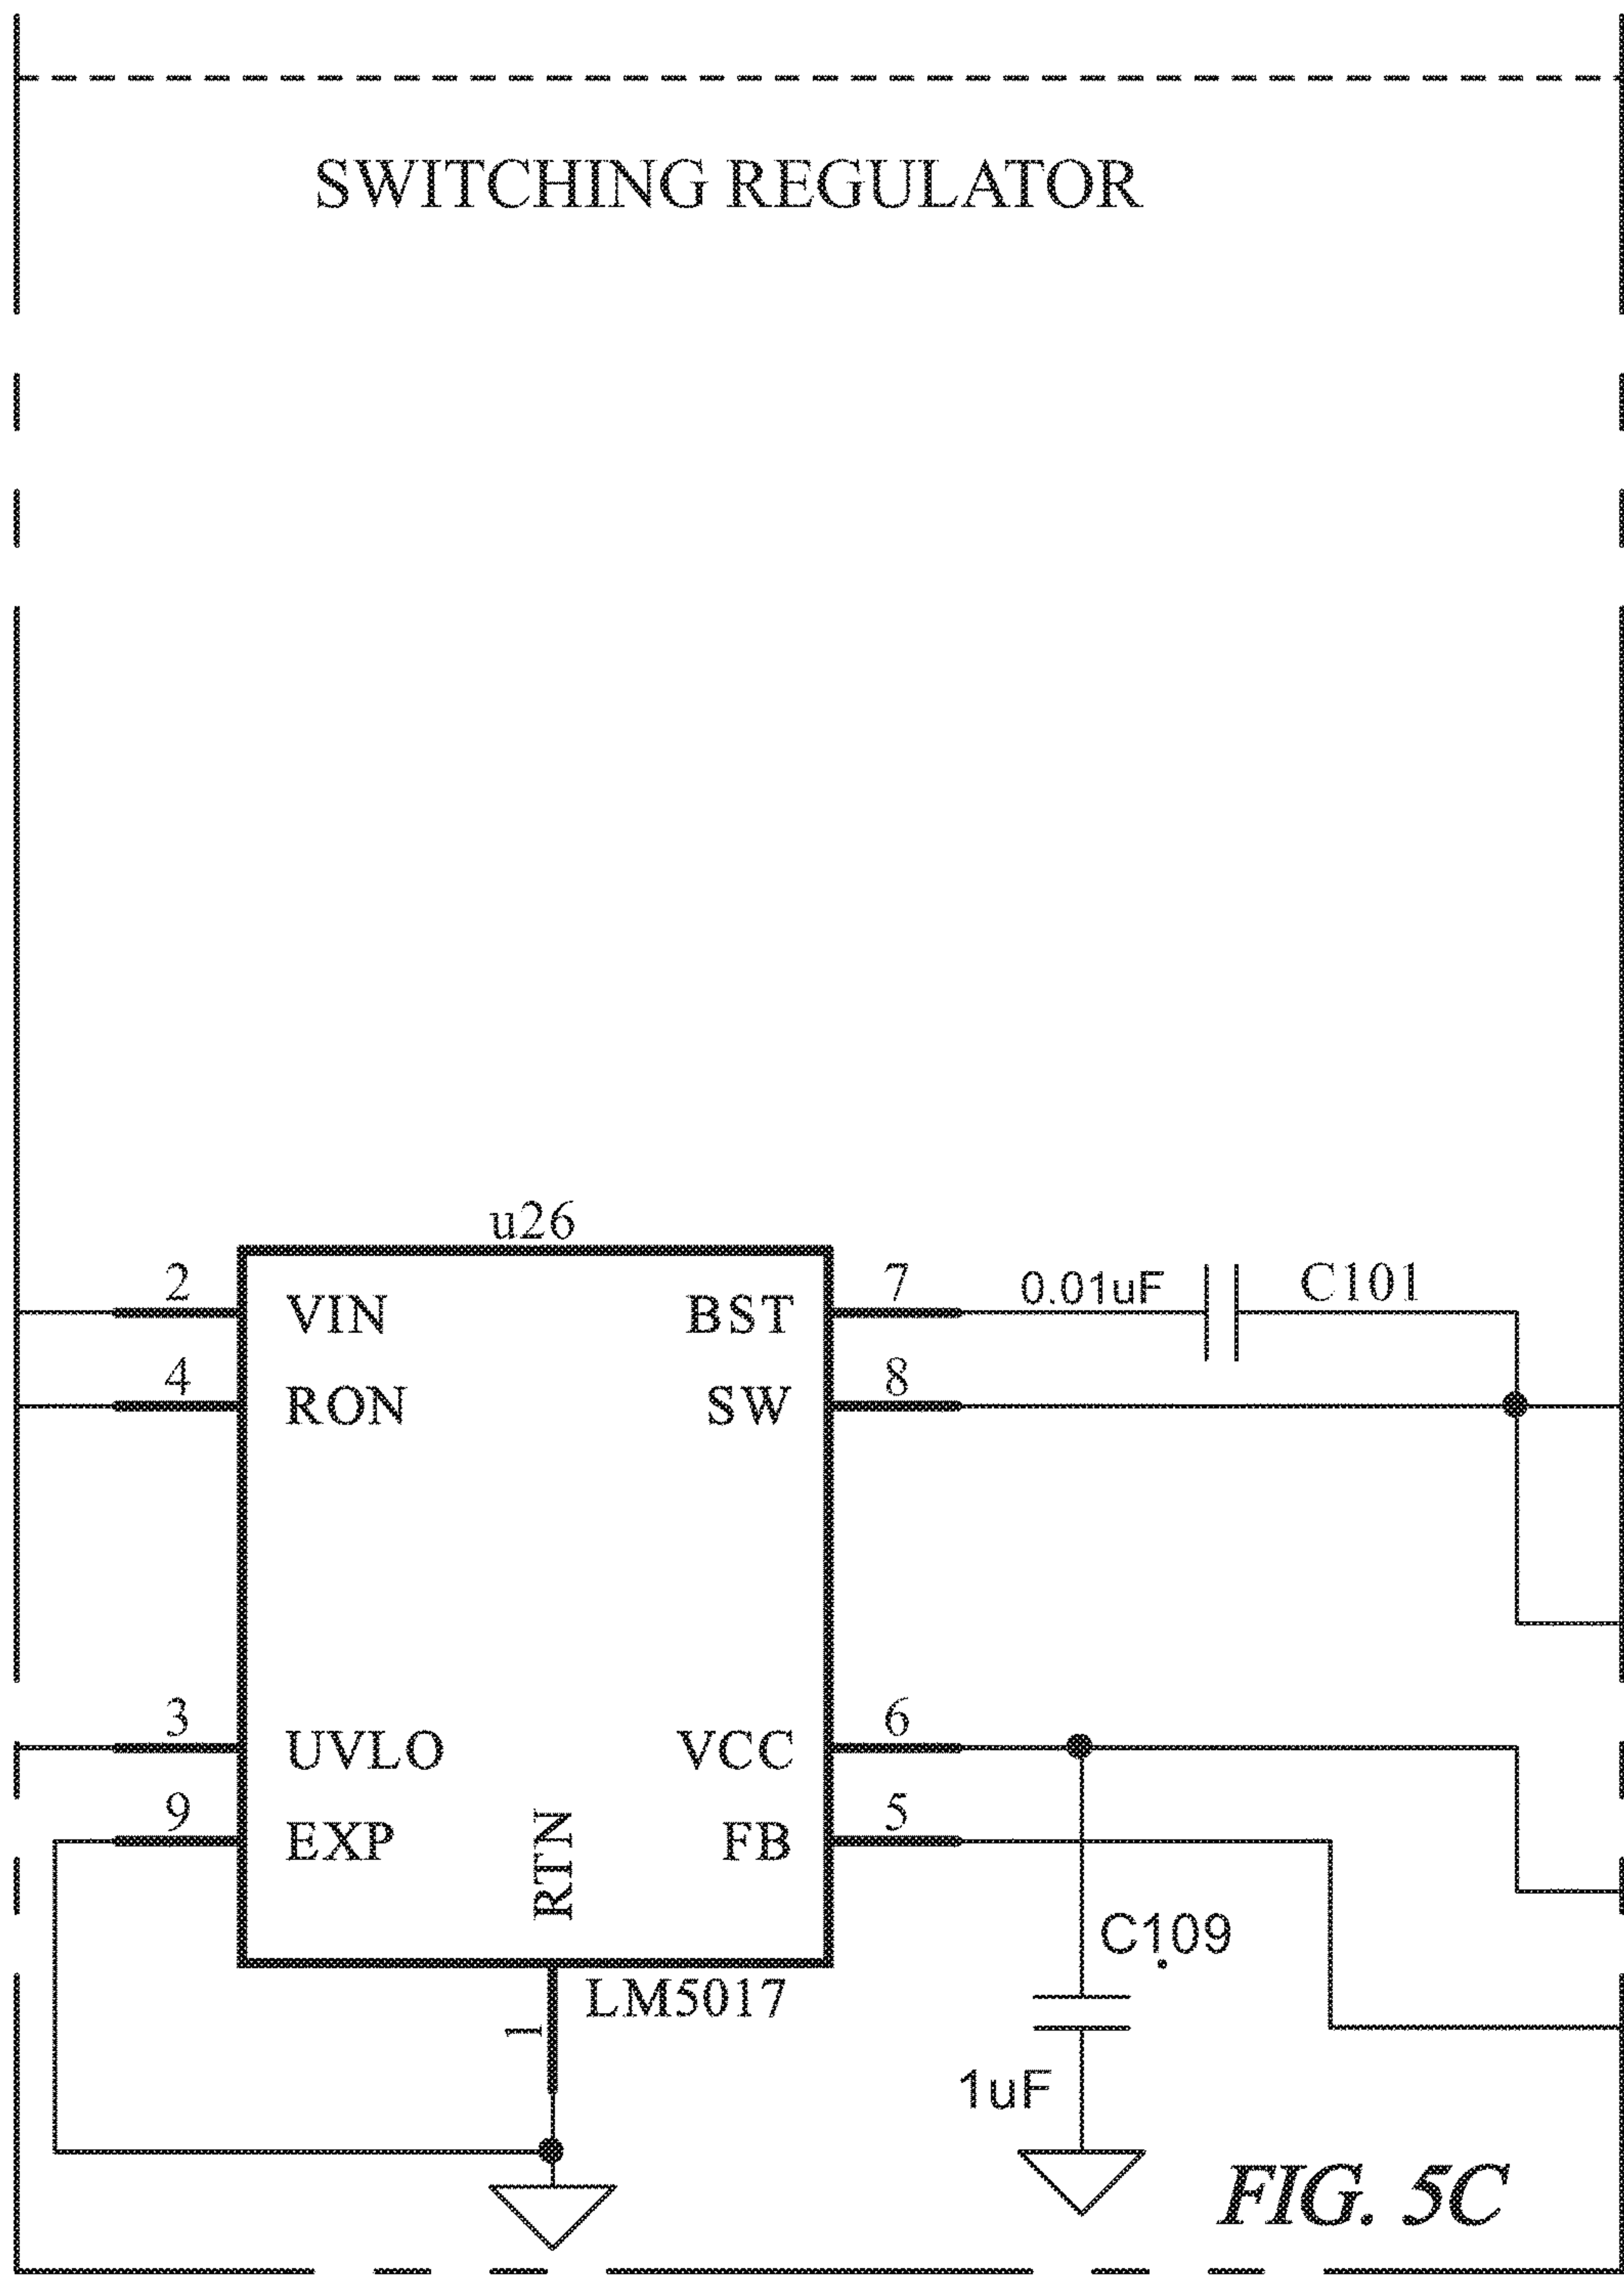 SWITCHING REGULATOR
u26
2 VIN BST 7 0.01uF C101
4 RON SW 8
3 UVLO VCC 6
9 EXP RTN FB 5
C109
LM5017
1
1uF
FIG. 5C